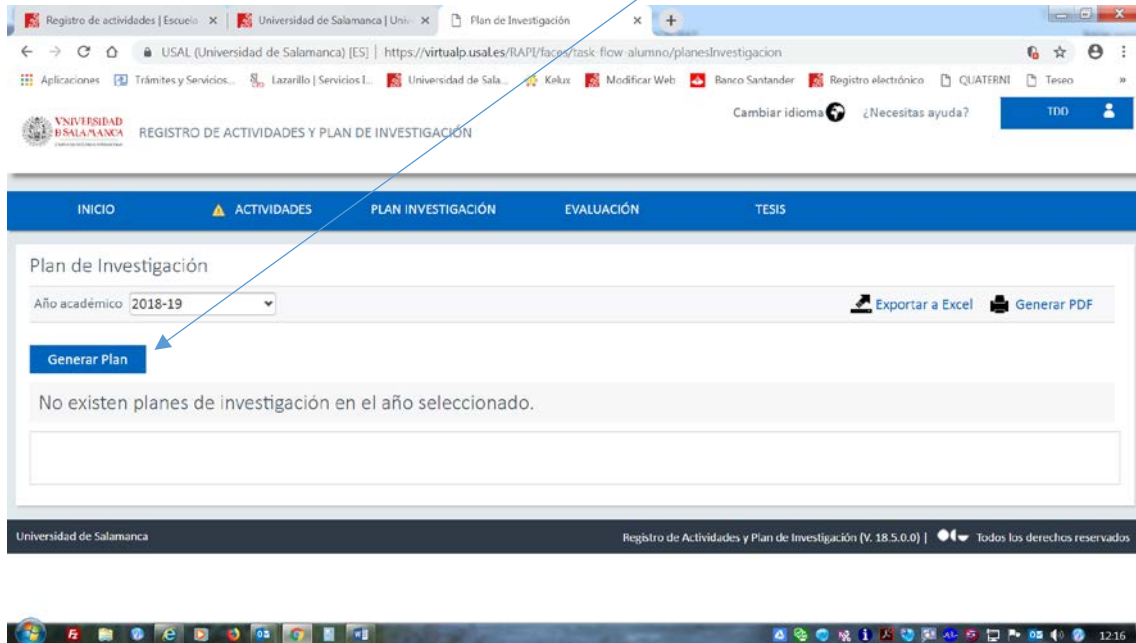 Registro de actividades | Escuela
Universidad de Salamanca | Univ
Plan de Investigación
USAL (Universidad de Salamanca) [ES] | https://virtualp.usal.es/RAPI/faces/task-flow-alumno/planesInvestigacion
Aplicaciones Trámites y Servicios... Lazarillo | Servicios I... Universidad de Sala... Kelux Modificar Web Banco Santander Registro electrónico QUATERNI Teseo »
Cambiar idioma ¿Necesitas ayuda? TDD
VNIVERSIDAD
D SALAMANCA
REGISTRO DE ACTIVIDADES Y PLAN DE INVESTIGACIÓN
INICIO ACTIVIDADES PLAN INVESTIGACIÓN EVALUACIÓN TESIS
Plan de Investigación
Año académico 2018-19 Exportar a Excel Generar PDF
Generar Plan
No existen planes de investigación en el año seleccionado.
Universidad de Salamanca Registro de Actividades y Plan de Investigación (V. 18.5.0.0) | Todos los derechos reservados
12:16